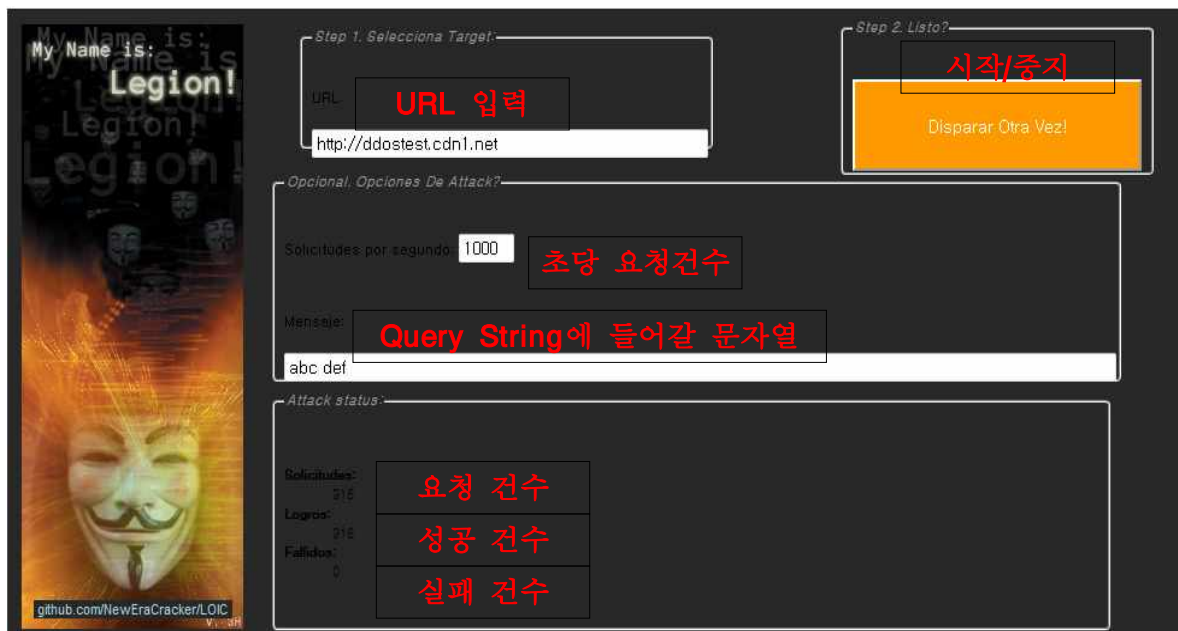 My Name is:
Legion!
github.com/NewEraCracker/LOIC
Step 1. Selecciona Target:
URL:
URL 입력
http://ddostest.cdn1.net
Step 2. Listo?
시작/중지
Disparar Otra Vez!
Opcional. Opciones De Attack?
Solicitudes por segundo:
1000
초당 요청건수
Mensaje:
Query String에 들어갈 문자열
abc def
Attack status:
Solicitudes:
요청 건수
Logros:
성공 건수
Fallidos:
0
실패 건수